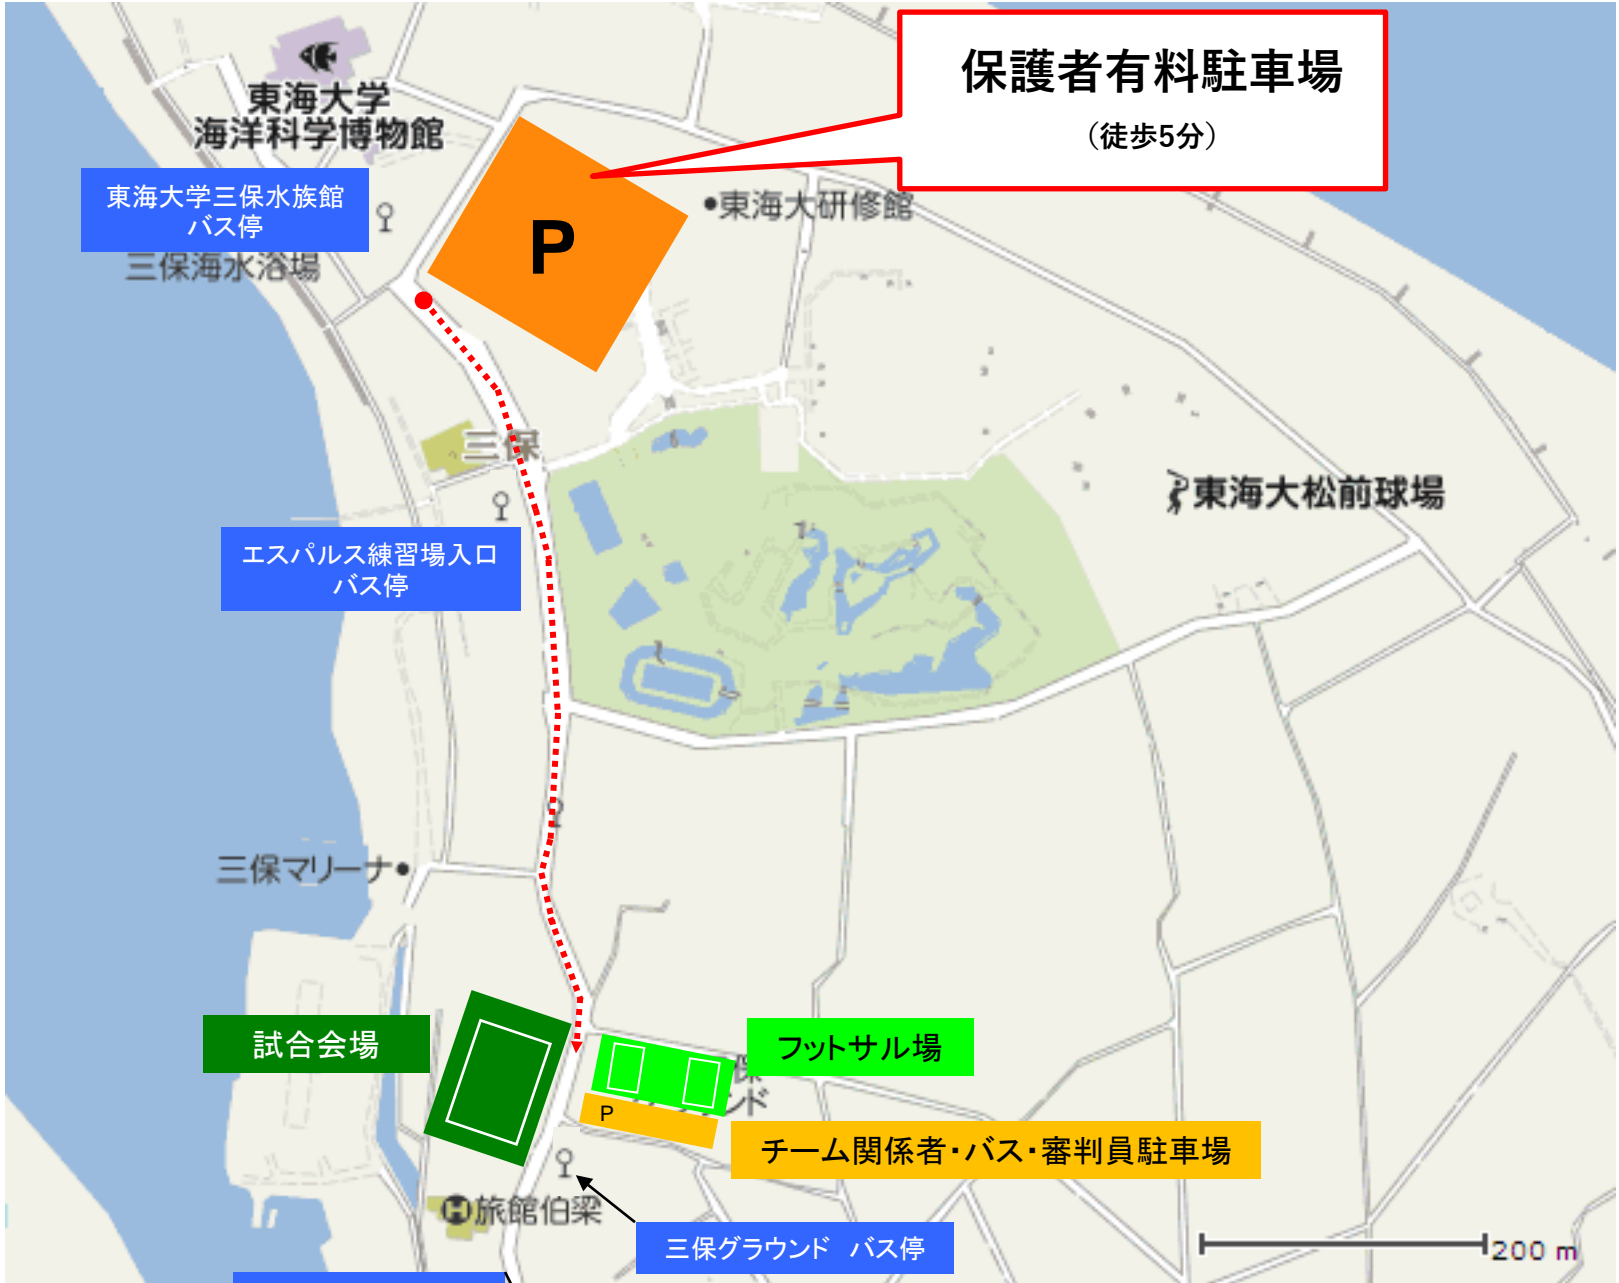 保護者有料駐車場
（徒歩5分）
東海大学
海洋科学博物館
東海大学三保水族館
バス停
三保海水浴場
P
•東海大研修館
三保
東海大松前球場
エスパルス練習場入口
バス停
三保マリーナ•
試合会場
フットサル場
P
チーム関係者・バス・審判員駐車場
旅館伯梁
三保グラウンド　バス停
200 m